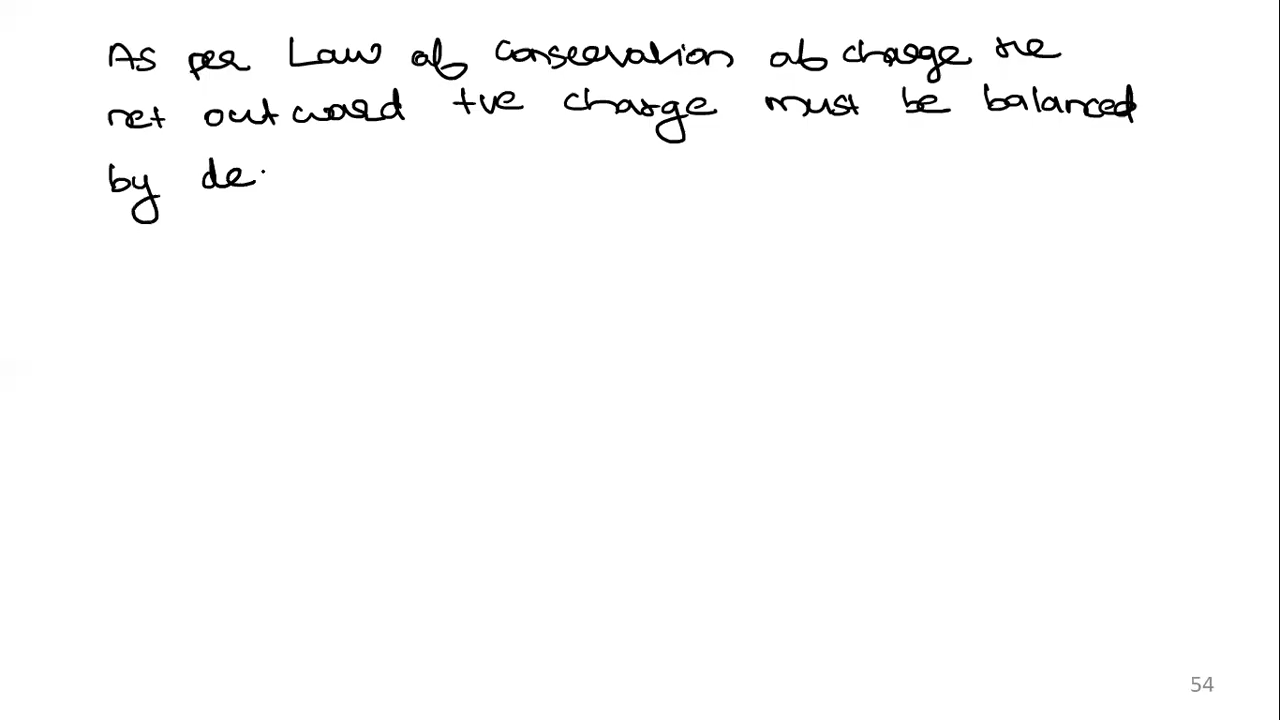 As per Law of conservation of charge the
net outward +ve charge must be balanced
by de
54